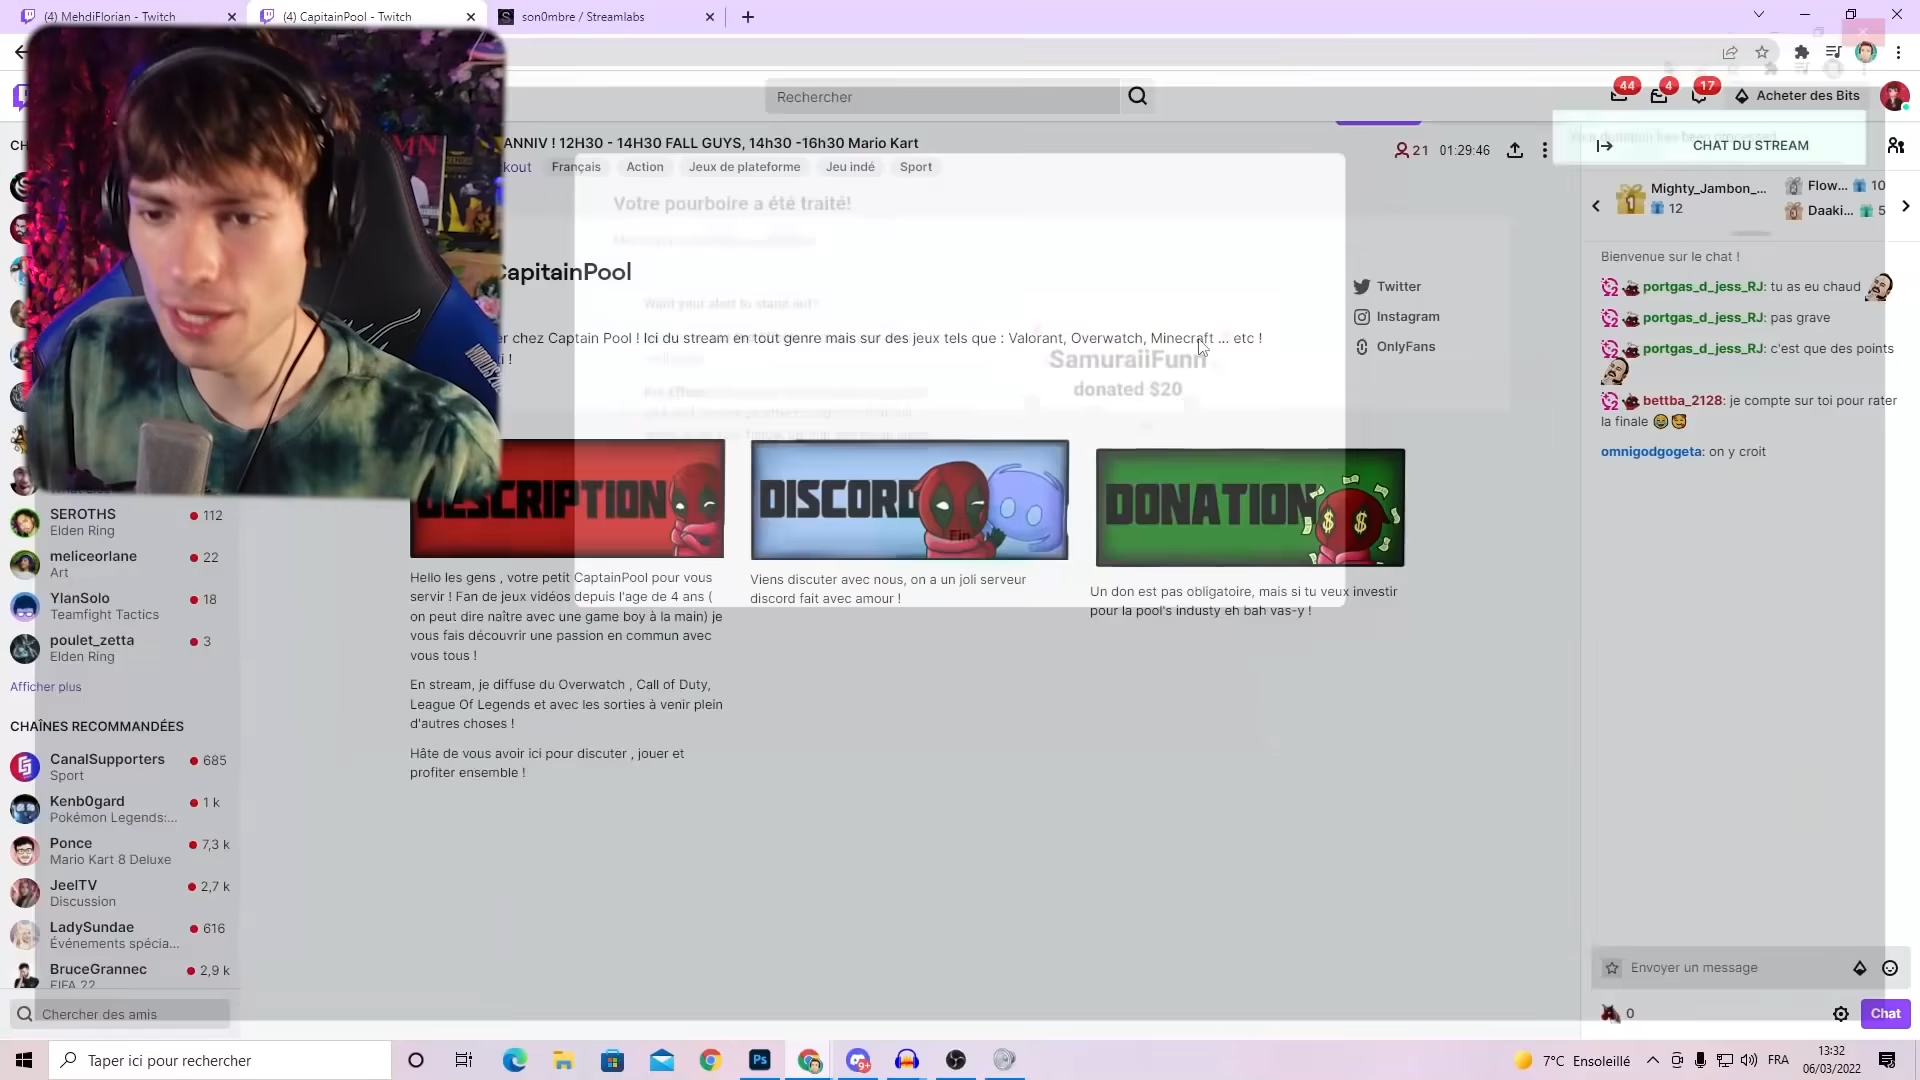 (4) MehdiFlorian - Twitch
(4) CapitainPool - Twitch
son0mbre / Streamlabs
Rechercher
44
4
17
Acheter des Bits
CHAT DU STREAM
ANNIV ! 12H30 - 14H30 FALL GUYS, 14h30 -16h30 Mario Kart
Français
Action
Jeux de plateforme
Jeu indé
Sport
21
01:29:46
Votre pourboire a été traité!
Want your alert to stand out?
CapitainPool
chez Captain Pool ! Ici du stream en tout genre mais sur des jeux tels que : Valorant, Overwatch, Minecraft ... etc !
SamuraiiFunn
donated $20
Twitter
Instagram
OnlyFans
Mighty_Jambon_...
12
Flow...
10
Daaki...
5
Bienvenue sur le chat !
portgas_d_jess_RJ: tu as eu chaud
portgas_d_jess_RJ: pas grave
portgas_d_jess_RJ: c'est que des points
bettba_2128: je compte sur toi pour rater
la finale
omnigodgogeta: on y croit
DESCRIPTION
DISCORD
Fin
DONATION
Hello les gens , votre petit CaptainPool pour vous
servir ! Fan de jeux vidéos depuis l'age de 4 ans (
on peut dire naître avec une game boy à la main) je
vous fais découvrir une passion en commun avec
vous tous !
En stream, je diffuse du Overwatch , Call of Duty,
League Of Legends et avec les sorties à venir plein
d'autres choses !
Hâte de vous avoir ici pour discuter , jouer et
profiter ensemble !
Viens discuter avec nous, on a un joli serveur
discord fait avec amour !
Un don est pas obligatoire, mais si tu veux investir
pour la pool's industy eh bah vas-y !
SEROTHS
112
Elden Ring
meliceorlane
22
Art
YlanSolo
18
Teamfight Tactics
poulet_zetta
3
Elden Ring
Afficher plus
CHAÎNES RECOMMANDÉES
CanalSupporters
685
Sport
Kenb0gard
1 k
Pokémon Legends:...
Ponce
7,3 k
Mario Kart 8 Deluxe
JeelTV
2,7 k
Discussion
LadySundae
616
Événements spécia...
BruceGrannec
2,9 k
FIFA 22
Chercher des amis
Envoyer un message
0
Chat
Taper ici pour rechercher
Ps
9+
7°C Ensoleillé
FRA
13:32
06/03/2022